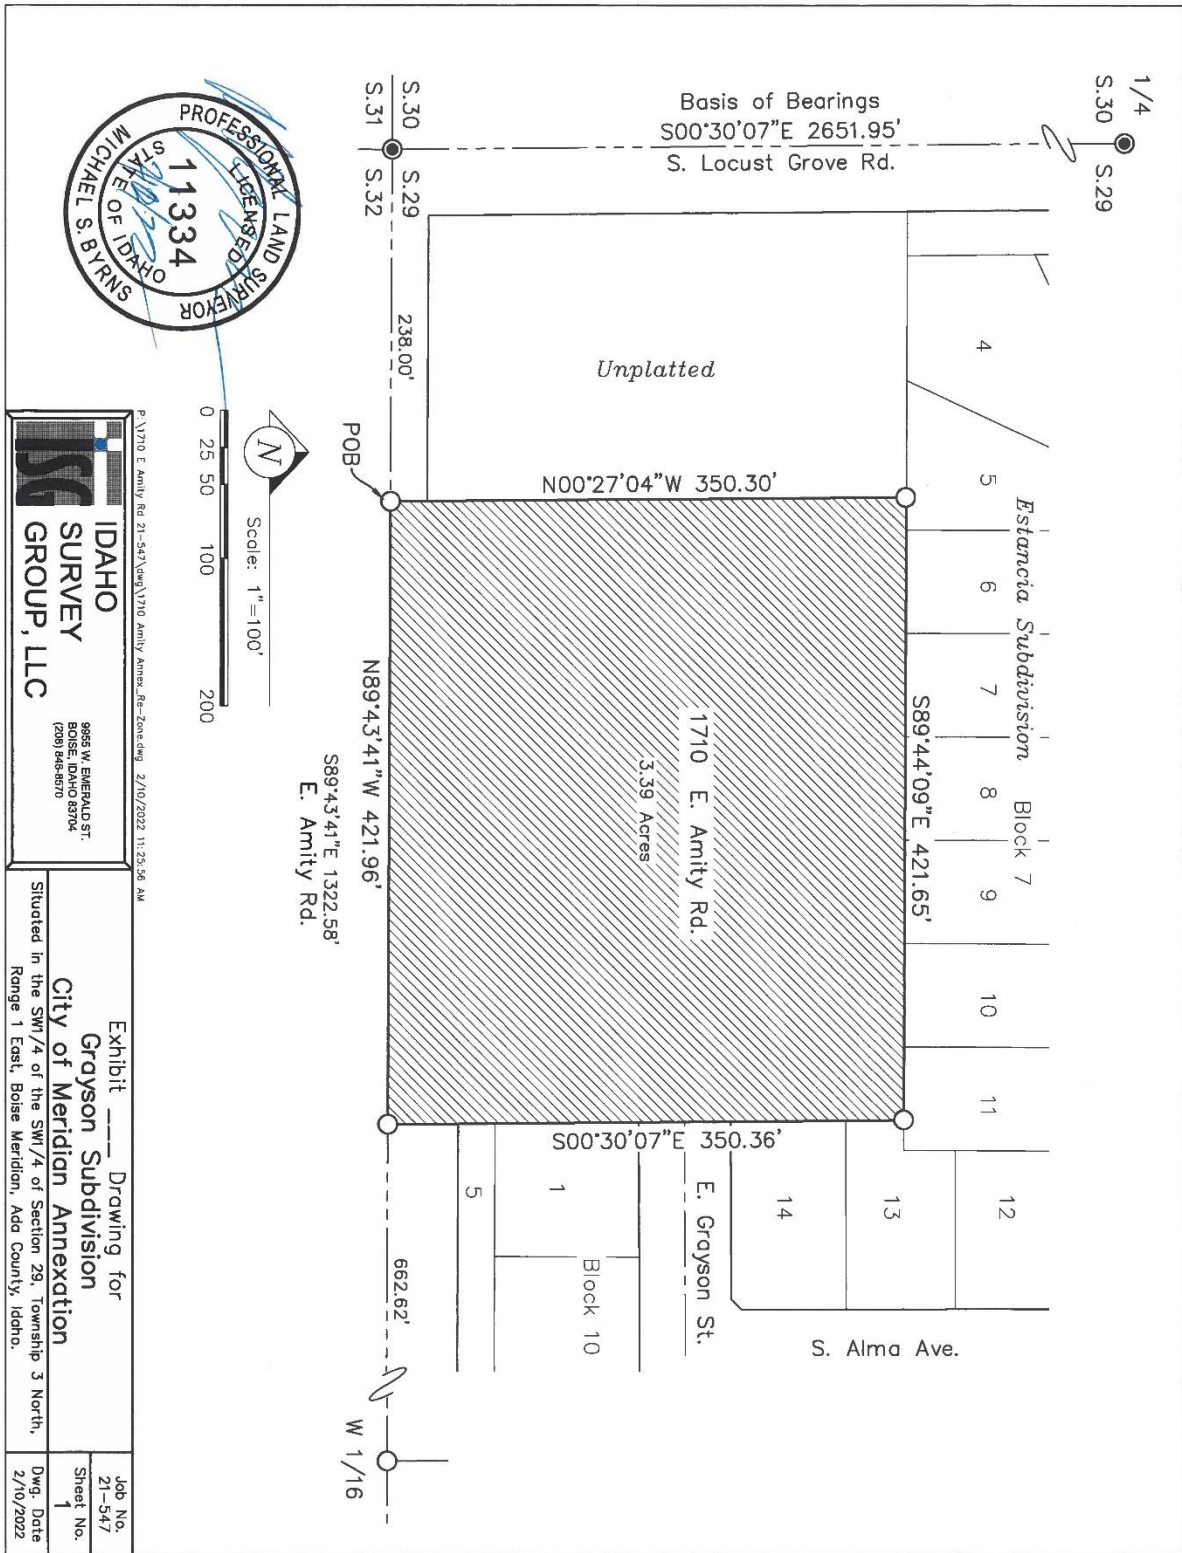 1/4
S.30
S.29
Basis of Bearings
S00°30'07"E 2651.95'
S. Locust Grove Rd.
S.30
S.29
S.31
S.32
238.00'
Unplatted
POB
N00°27'04"W 350.30'
4
5
6
7
8
9
10
11
12
13
14
Estancia Subdivision Block 7
S89°44'09"E 421.65'
1710 E. Amity Rd.
3.39 Acres
N89°43'41"W 421.96'
S89°43'41"E 1322.58'
E. Amity Rd.
S00°30'07"E 350.36'
E. Grayson St.
S. Alma Ave.
1
Block 10
5
662.62'
W 1/16
N
Scale: 1"=100'
0 25 50 100 200
PROFESSIONAL LAND SURVEYOR
LICENSED
11334
STATE OF IDAHO
MICHAEL S. BYRNS
P:\1710 E Amity Rd 21-547\dwg\1710 Amity Annex_Re-Zone.dwg 2/10/2022 11:25:56 AM
ISG
IDAHO
SURVEY
GROUP, LLC
9955 W. EMERALD ST.
BOISE, IDAHO 83704
(208) 846-8570
Exhibit ___ Drawing for
Grayson Subdivision
City of Meridian Annexation
Situated in the SW1/4 of the SW1/4 of Section 29, Township 3 North,
Range 1 East, Boise Meridian, Ada County, Idaho.
Job No.
21-547
Sheet No.
1
Dwg. Date
2/10/2022